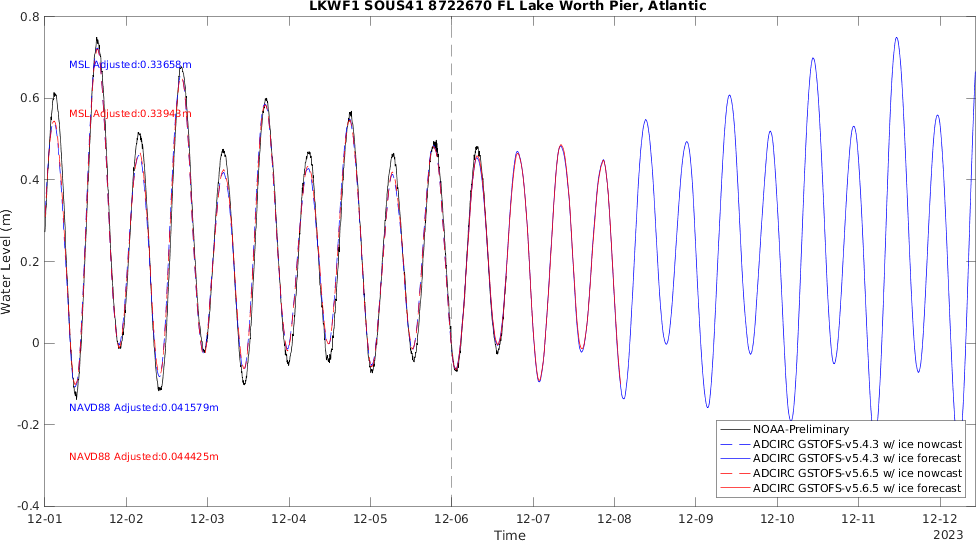 LKWF1 SOUS41 8722670 FL Lake Worth Pier, Atlantic
0.8
0.6
0.4
0.2
0
-0.2
-0.4
Water Level (m)
MSL Adjusted:0.33658m
MSL Adjusted:0.33943m
NAVD88 Adjusted:0.041579m
NAVD88 Adjusted:0.044425m
NOAA-Preliminary
ADCIRC GSTOFS-v5.4.3 w/ ice nowcast
ADCIRC GSTOFS-v5.4.3 w/ ice forecast
ADCIRC GSTOFS-v5.6.5 w/ ice nowcast
ADCIRC GSTOFS-v5.6.5 w/ ice forecast
12-01 12-02 12-03 12-04 12-05 12-06 12-07 12-08 12-09 12-10 12-11 12-12
Time
2023